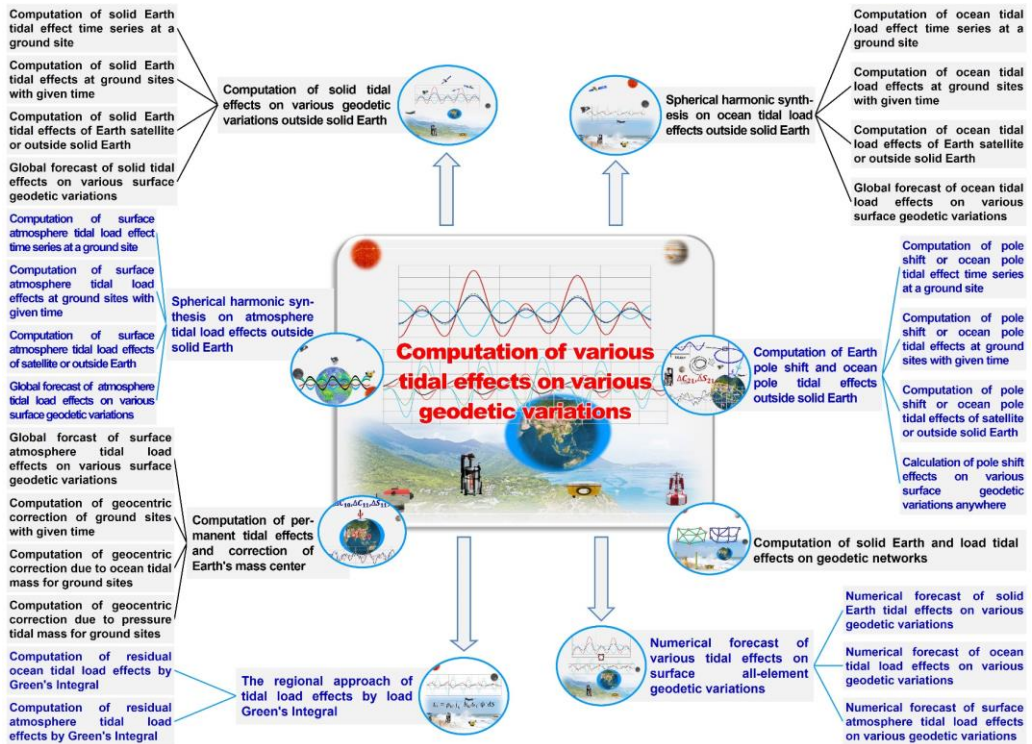 Computation of solid Earth
tidal effect time series at a
ground site
Computation of solid Earth
tidal effects at ground sites
with given time
Computation of solid Earth
tidal effects of Earth satellite
or outside solid Earth
Global forecast of solid tidal
effects on various surface
geodetic variations
Computation of solid tidal
effects on various geodetic
variations outside solid Earth
Spherical harmonic synth-
esis on ocean tidal load
effects outside solid Earth
Computation of ocean tidal
load effect time series at a
ground site
Computation of ocean tidal
load effects at ground sites
with given time
Computation of ocean tidal
load effects of Earth satellite
or outside solid Earth
Global forecast of ocean tidal
load effects on various
surface geodetic variations
Computation of surface
atmosphere tidal load effect
time series at a ground site
Computation of surface
atmosphere tidal load
effects at ground sites with
given time
Computation of surface
atmosphere tidal load effects
of satellite or outside Earth
Global forecast of atmosphere
tidal load effects on various
surface geodetic variations
Spherical harmonic syn-
thesis on atmosphere
tidal load effects outside
solid Earth
Computation of various
tidal effects on various
geodetic variations
ΔC₂₁,ΔS₂₁
Computation of Earth
pole shift and ocean
pole tidal effects
outside solid Earth
Computation of pole
shift or ocean pole
tidal effect time series
at a ground site
Computation of pole
shift or ocean pole
tidal effects at ground
sites with given time
Computation of pole
shift or ocean pole
tidal effects of satellite
or outside solid Earth
Calculation of pole shift
effects on various
surface geodetic
variations anywhere
Global forcast of surface
atmosphere tidal load
effects on various surface
geodetic variations
Computation of geocentric
correction of ground sites
with given time
Computation of geocentric
correction due to ocean tidal
mass for ground sites
Computation of geocentric
correction due to pressure
tidal mass for ground sites
Computation of per-
manent tidal effects
and correction of
Earth's mass center
ΔC₁₀,ΔC₁₁,ΔS₁₁
Computation of solid Earth and load tidal
effects on geodetic networks
Computation of residual
ocean tidal load effects by
Green's Integral
Computation of residual
atmosphere tidal load
effects by Green's Integral
The regional approach of
tidal load effects by load
Green's Integral
Numerical forecast of
various tidal effects on
surface all-element
geodetic variations
Numerical forecast of solid
Earth tidal effects on various
geodetic variations
Numerical forecast of ocean
tidal load effects on various
geodetic variations
Numerical forecast of surface
atmosphere tidal load effects
on various geodetic variations